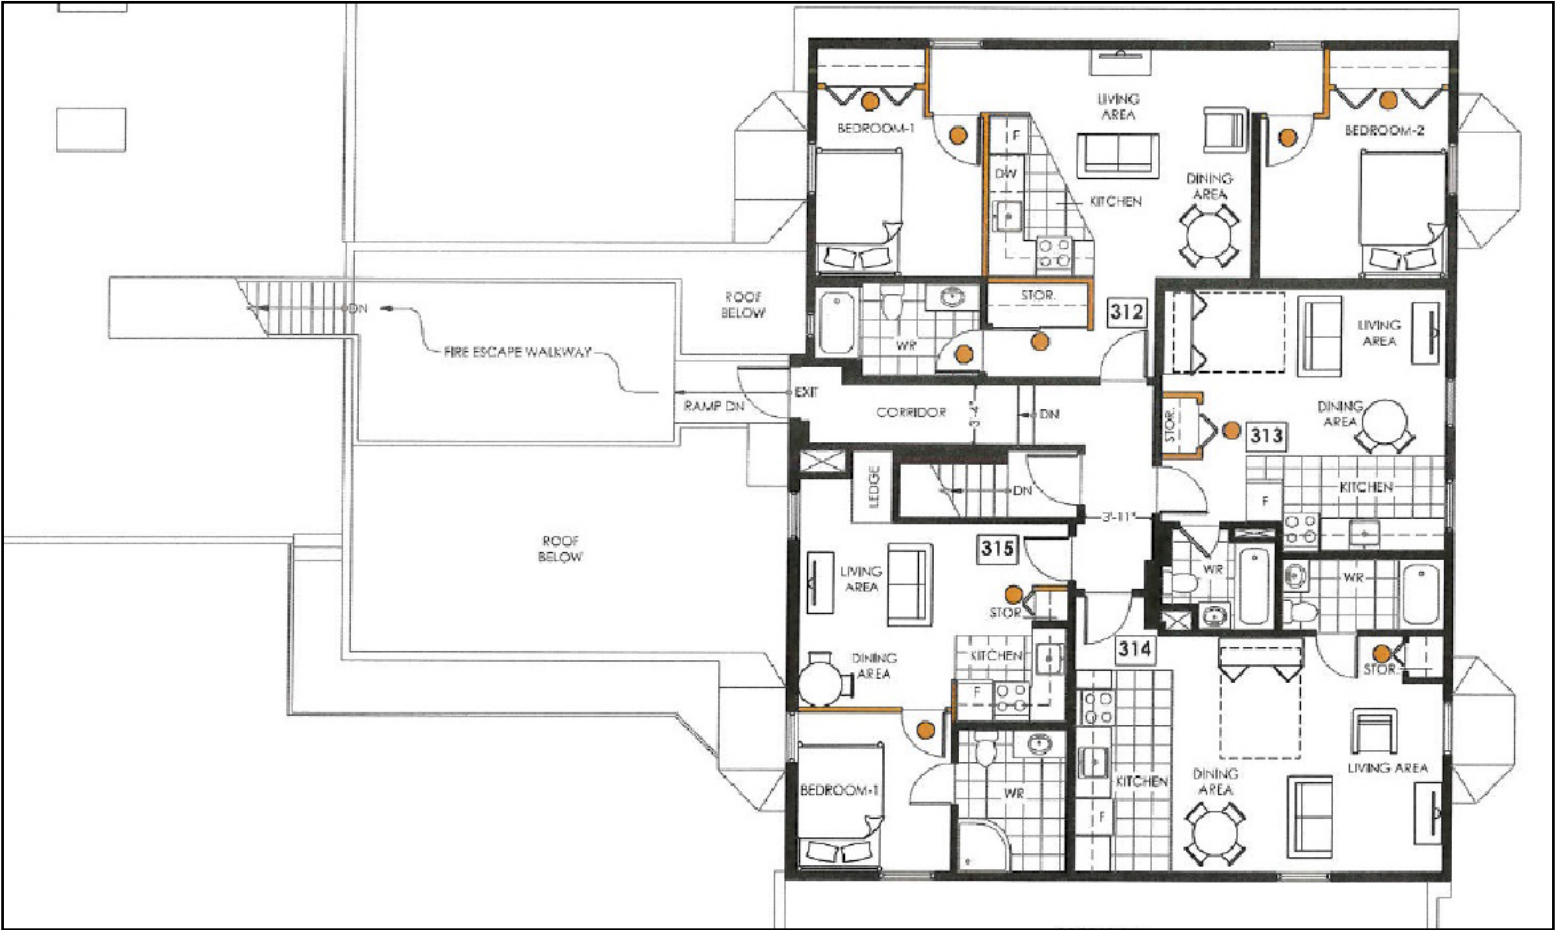 LIVING
AREA
BEDROOM-1
BEDROOM-2
F
DW
DINING
AREA
KITCHEN
STOR.
312
WR
ROOF
BELOW
DN
FIRE ESCAPE WALKWAY
LIVING
AREA
EXIT
RAMP DN
CORRIDOR
3'-4"
DN
STOR.
313
DINING
AREA
KITCHEN
F
LEDGE
DN
3'-11"
ROOF
BELOW
315
LIVING
AREA
STOR.
WR
WR
DINING
AREA
KITCHEN
F
314
STOR.
BEDROOM-1
WR
KITCHEN
F
DINING
AREA
LIVING AREA